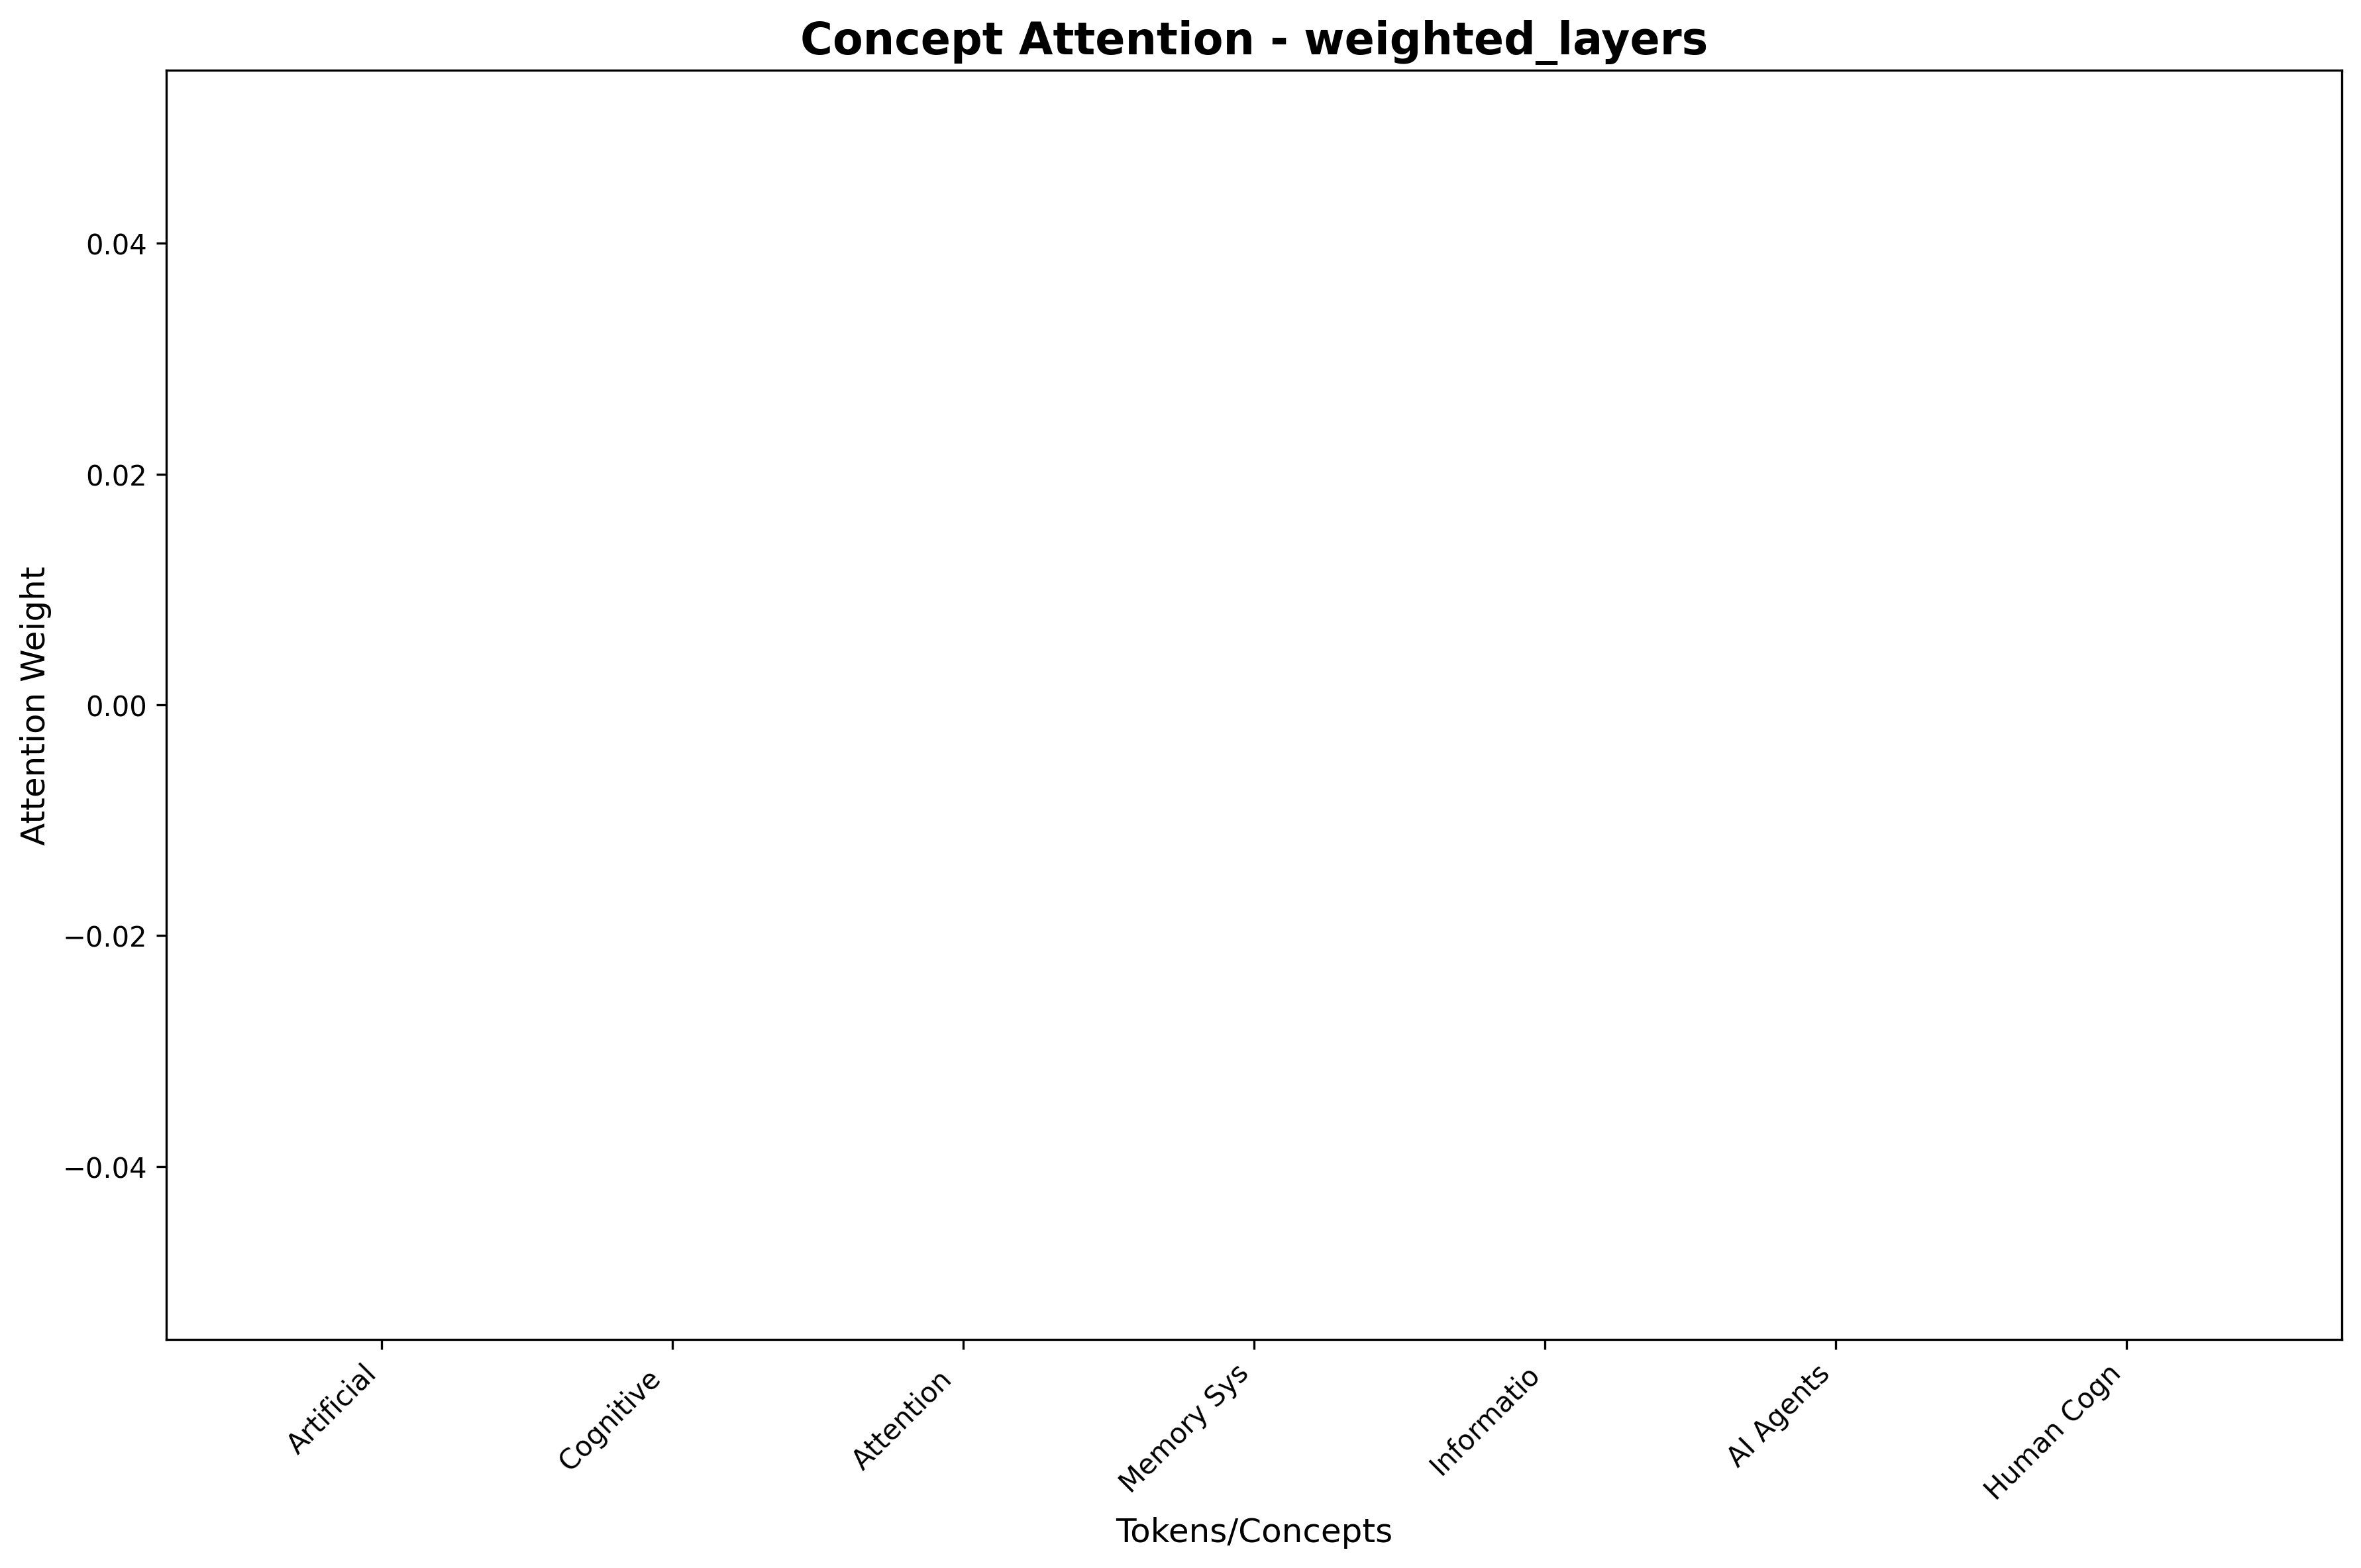 Concept Attention - weighted_layers
Attention Weight
0.04
0.02
0.00
−0.02
−0.04
Artificial
Cognitive
Attention
Memory Sys
Informatio
AI Agents
Human Cogn
Tokens/Concepts